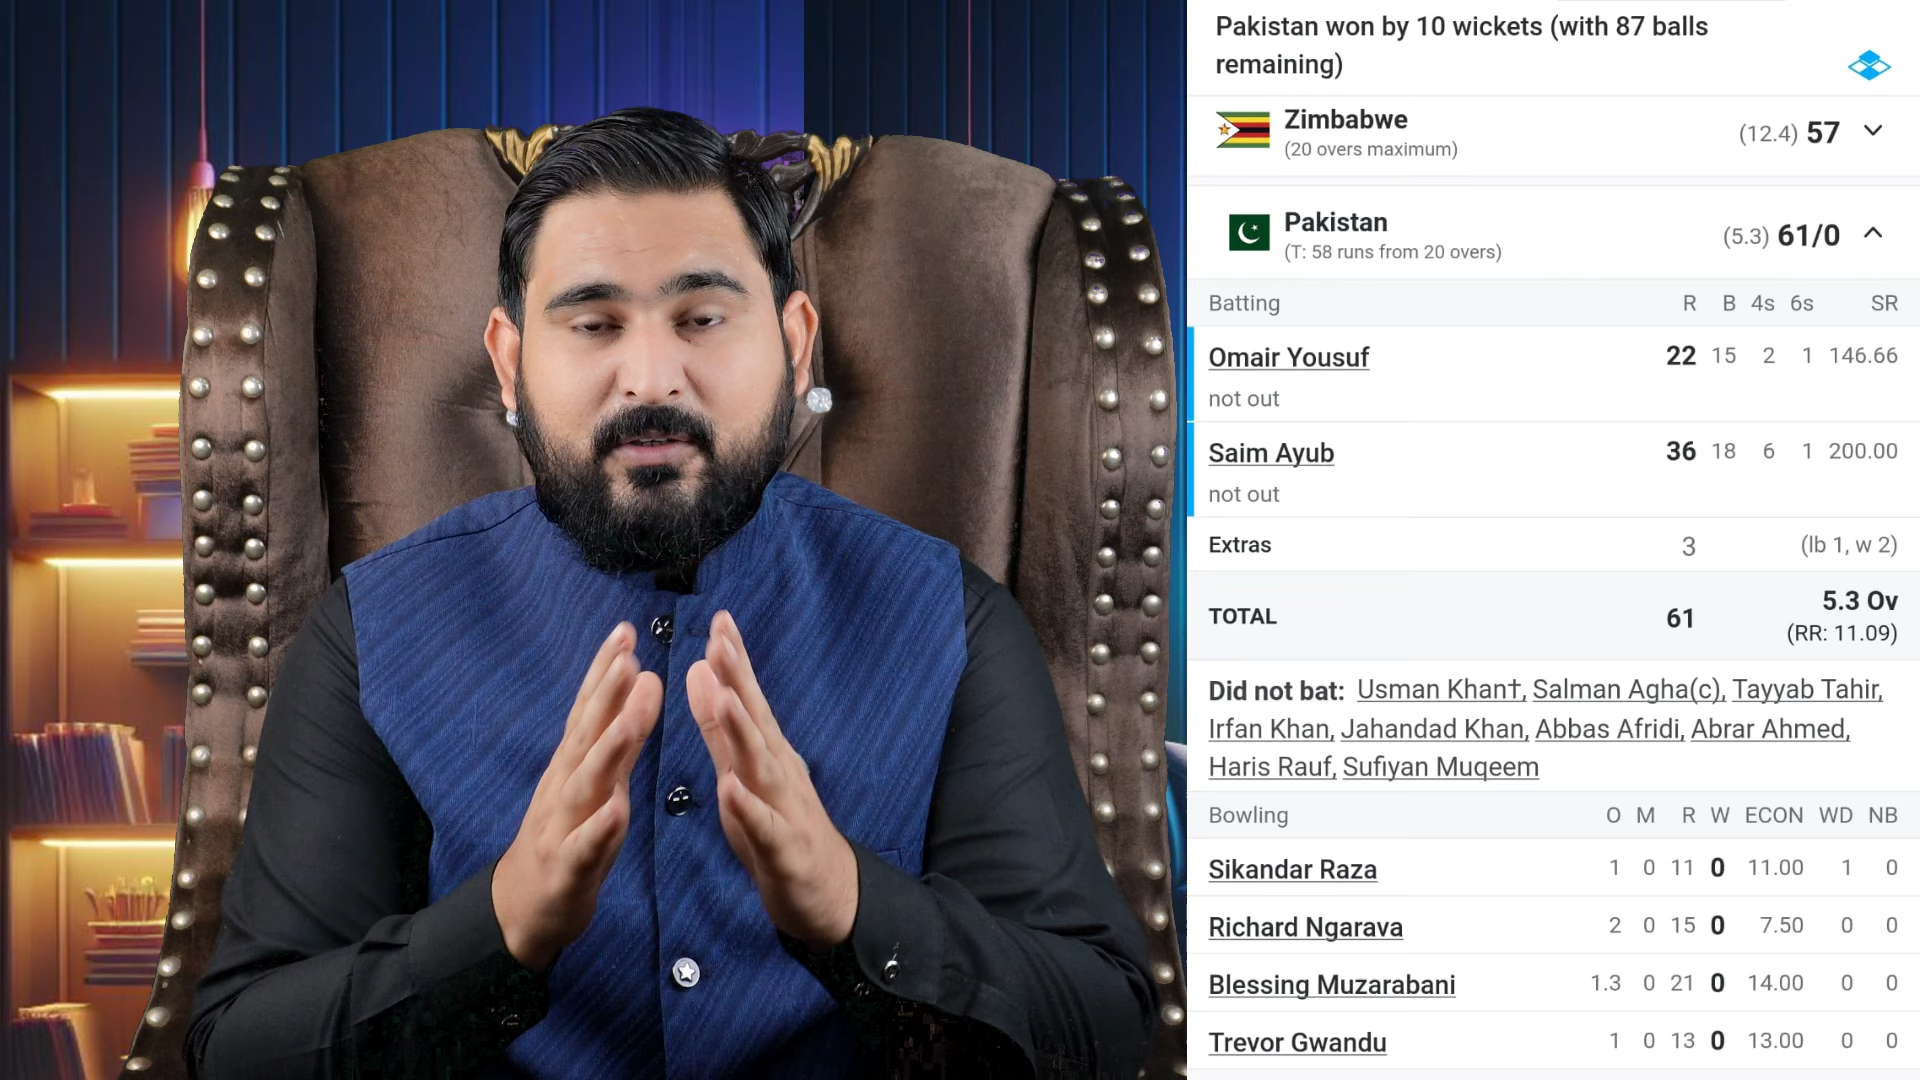 Pakistan won by 10 wickets (with 87 balls
remaining)
Zimbabwe (12.4) 57
(20 overs maximum)
Pakistan (5.3) 61/0
(T: 58 runs from 20 overs)
Batting R B 4s 6s SR
Omair Yousuf 22 15 2 1 146.66
not out
Saim Ayub 36 18 6 1 200.00
not out
Extras 3 (lb 1, w 2)
TOTAL 61 5.3 Ov
(RR: 11.09)
Did not bat: Usman Khan†, Salman Agha(c), Tayyab Tahir,
Irfan Khan, Jahandad Khan, Abbas Afridi, Abrar Ahmed,
Haris Rauf, Sufiyan Muqeem
Bowling O M R W ECON WD NB
Sikandar Raza 1 0 11 0 11.00 1 0
Richard Ngarava 2 0 15 0 7.50 0 0
Blessing Muzarabani 1.3 0 21 0 14.00 0 0
Trevor Gwandu 1 0 13 0 13.00 0 0